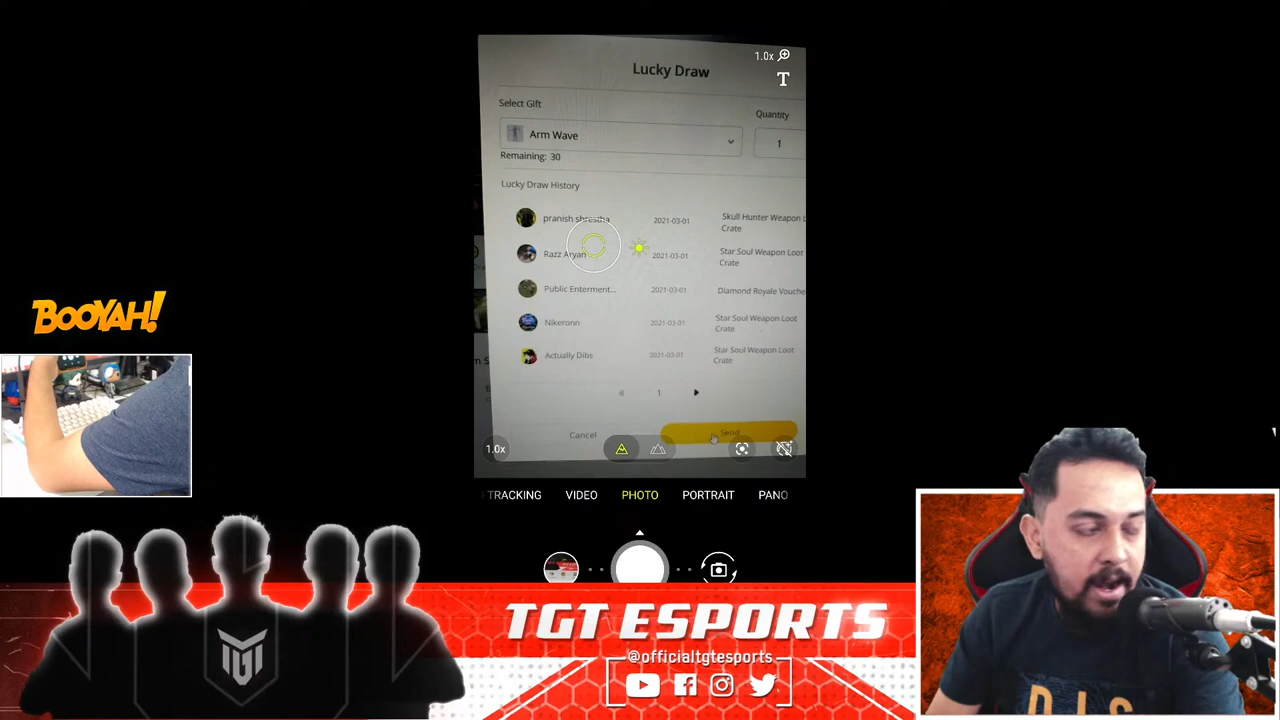 1.0x
T
Lucky Draw
Select Gift
Quantity
Arm Wave
1
Remaining: 30
Lucky Draw History
pranish shrestha
2021-03-01
Skull Hunter Weapon L
Crate
Razz Aryan
2021-03-01
Star Soul Weapon Loot
Crate
Public Enterment...
2021-03-01
Diamond Royale Vouche
Nikeronn
2021-03-01
Star Soul Weapon Loot
Crate
Actually Dibs
2021-03-01
Star Soul Weapon Loot
Crate
1
Cancel
Send
1.0x
TRACKING
VIDEO
PHOTO
PORTRAIT
PANO
BOOYAH!
TGT ESPORTS
@officialtgtesports
TGT
D.I.S